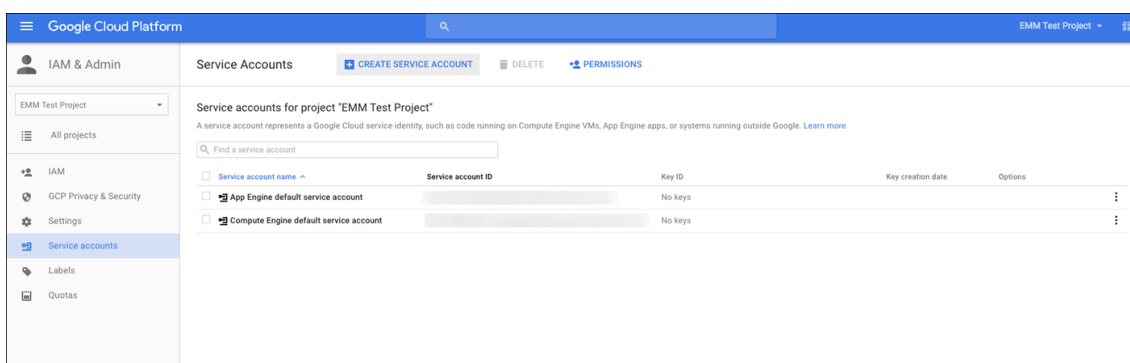 Google Cloud Platform
EMM Test Project
IAM & Admin
Service Accounts
CREATE SERVICE ACCOUNT
DELETE
PERMISSIONS
EMM Test Project
All projects
IAM
GCP Privacy & Security
Settings
Service accounts
Labels
Quotas
Service accounts for project "EMM Test Project"
A service account represents a Google Cloud service identity, such as code running on Compute Engine VMs, App Engine apps, or systems running outside Google. Learn more
Find a service account
Service account name Service account ID Key ID Key creation date Options
App Engine default service account No keys
Compute Engine default service account No keys